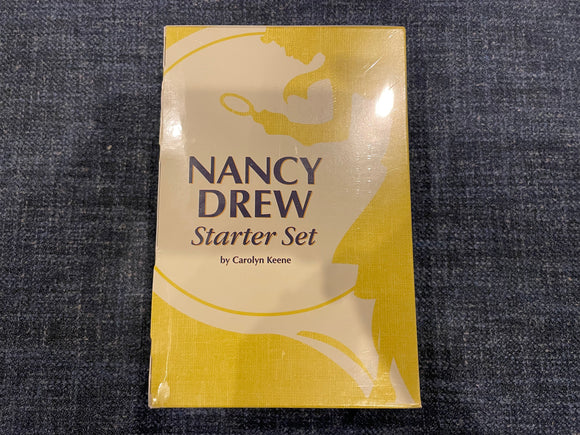 NANCY
DREW
Starter Set
by Carolyn Keene